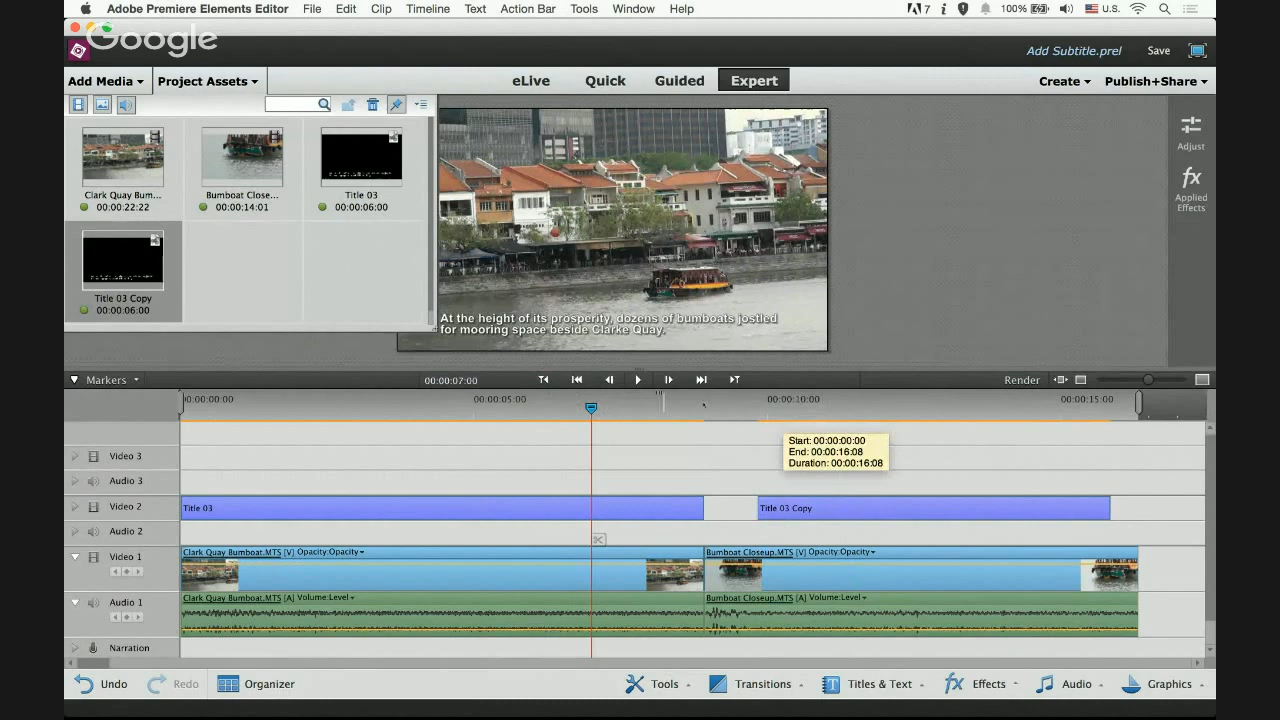 Adobe Premiere Elements Editor File Edit Clip Timeline Text Action Bar Tools Window Help
7 100% U.S.
Google
Add Subtitle.prel Save
Add Media Project Assets eLive Quick Guided Expert Create Publish+Share
Clark Quay Bum... Bumboat Close... Title 03
00:00:22:22 00:00:14:01 00:00:06:00
Title 03 Copy
00:00:06:00
Adjust
fx
Applied
Effects
At the height of its prosperity, dozens of bumboats jostled
for mooring space beside Clarke Quay.
Markers 00:00:07:00 Render
00:00:00:00 00:00:05:00 00:00:10:00 00:00:15:00
Start: 00:00:00:00
End: 00:00:16:08
Duration: 00:00:16:08
Video 3
Audio 3
Video 2 Title 03 Title 03 Copy
Audio 2
Video 1 Clark Quay Bumboat.MTS [V] Opacity:Opacity Bumboat Closeup.MTS [V] Opacity:Opacity
Audio 1 Clark Quay Bumboat.MTS [A] Volume:Level Bumboat Closeup.MTS [A] Volume:Level
Narration
Undo Redo Organizer Tools Transitions T Titles & Text fx Effects Audio Graphics